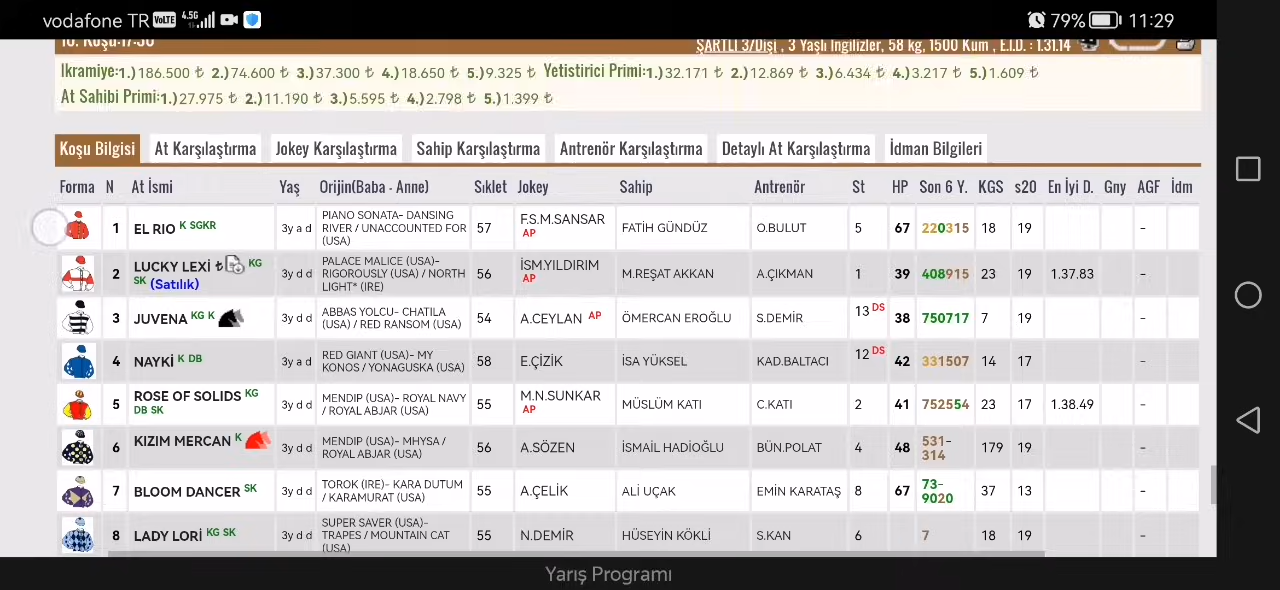 vodafone TR VoLTE 4.5G 79% 11:29
10. Koşu:17:30 ŞARTLI 3/Dişi , 3 Yaşlı İngilizler, 58 kg, 1500 Kum , E.İ.D. : 1.31.14
İkramiye:1.)186.500 ₺ 2.)74.600 ₺ 3.)37.300 ₺ 4.)18.650 ₺ 5.)9.325 ₺ Yetistirici Primi:1.)32.171 ₺ 2.)12.869 ₺ 3.)6.434 ₺ 4.)3.217 ₺ 5.)1.609 ₺
At Sahibi Primi:1.)27.975 ₺ 2.)11.190 ₺ 3.)5.595 ₺ 4.)2.798 ₺ 5.)1.399 ₺
Koşu Bilgisi At Karşılaştırma Jokey Karşılaştırma Sahip Karşılaştırma Antrenör Karşılaştırma Detaylı At Karşılaştırma İdman Bilgileri
Forma N At İsmi Yaş Orijin(Baba - Anne) Sıklet Jokey Sahip Antrenör St HP Son 6 Y. KGS s20 En İyi D. Gny AGF İdm
1 EL RIO K SGKR 3y a d PIANO SONATA- DANSING RIVER / UNACCOUNTED FOR (USA) 57 F.S.M.SANSAR AP FATİH GÜNDÜZ O.BULUT 5 67 220315 18 19 -
2 LUCKY LEXİ ₺ KG SK (Satılık) 3y d d PALACE MALICE (USA)- RIGOROUSLY (USA) / NORTH LIGHT* (IRE) 56 İSM.YILDIRIM AP M.REŞAT AKKAN A.ÇIKMAN 1 39 408915 23 19 1.37.83 -
3 JUVENA KG K 3y d d ABBAS YOLCU- CHATILA (USA) / RED RANSOM (USA) 54 A.CEYLAN AP ÖMERCAN EROĞLU S.DEMİR 13 DS 38 750717 7 19 -
4 NAYKİ K DB 3y a d RED GIANT (USA)- MY KONOS / YONAGUSKA (USA) 58 E.ÇİZİK İSA YÜKSEL KAD.BALTACI 12 DS 42 331507 14 17 -
5 ROSE OF SOLIDS KG DB SK 3y d d MENDIP (USA)- ROYAL NAVY / ROYAL ABJAR (USA) 55 M.N.SUNKAR AP MÜSLÜM KATI C.KATI 2 41 752554 23 17 1.38.49 -
6 KIZIM MERCAN K 3y d d MENDIP (USA)- MHYSA / ROYAL ABJAR (USA) 56 A.SÖZEN İSMAİL HADİOĞLU BÜN.POLAT 4 48 531-314 179 19 -
7 BLOOM DANCER SK 3y d d TOROK (IRE)- KARA DUTUM / KARAMURAT (USA) 55 A.ÇELİK ALİ UÇAK EMİN KARATAŞ 8 67 73-9020 37 13 -
8 LADY LORİ KG SK 3y d d SUPER SAVER (USA)- TRAPES / MOUNTAIN CAT (USA) 55 N.DEMİR HÜSEYİN KÖKLİ S.KAN 6 7 18 19 -
Yarış Programı